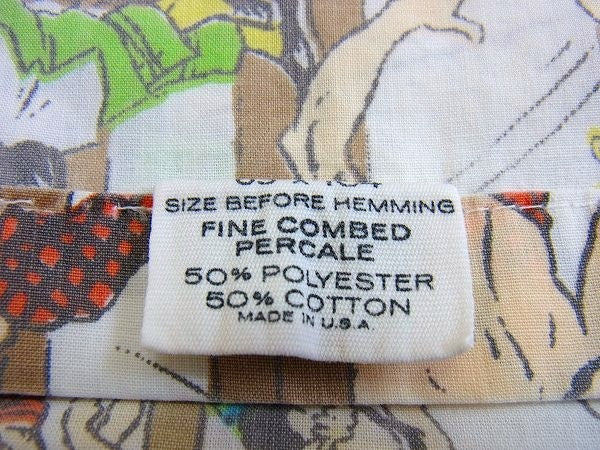 SIZE BEFORE HEMMING
FINE COMBED
PERCALE
50% POLYESTER
50% COTTON
MADE IN U.S.A.